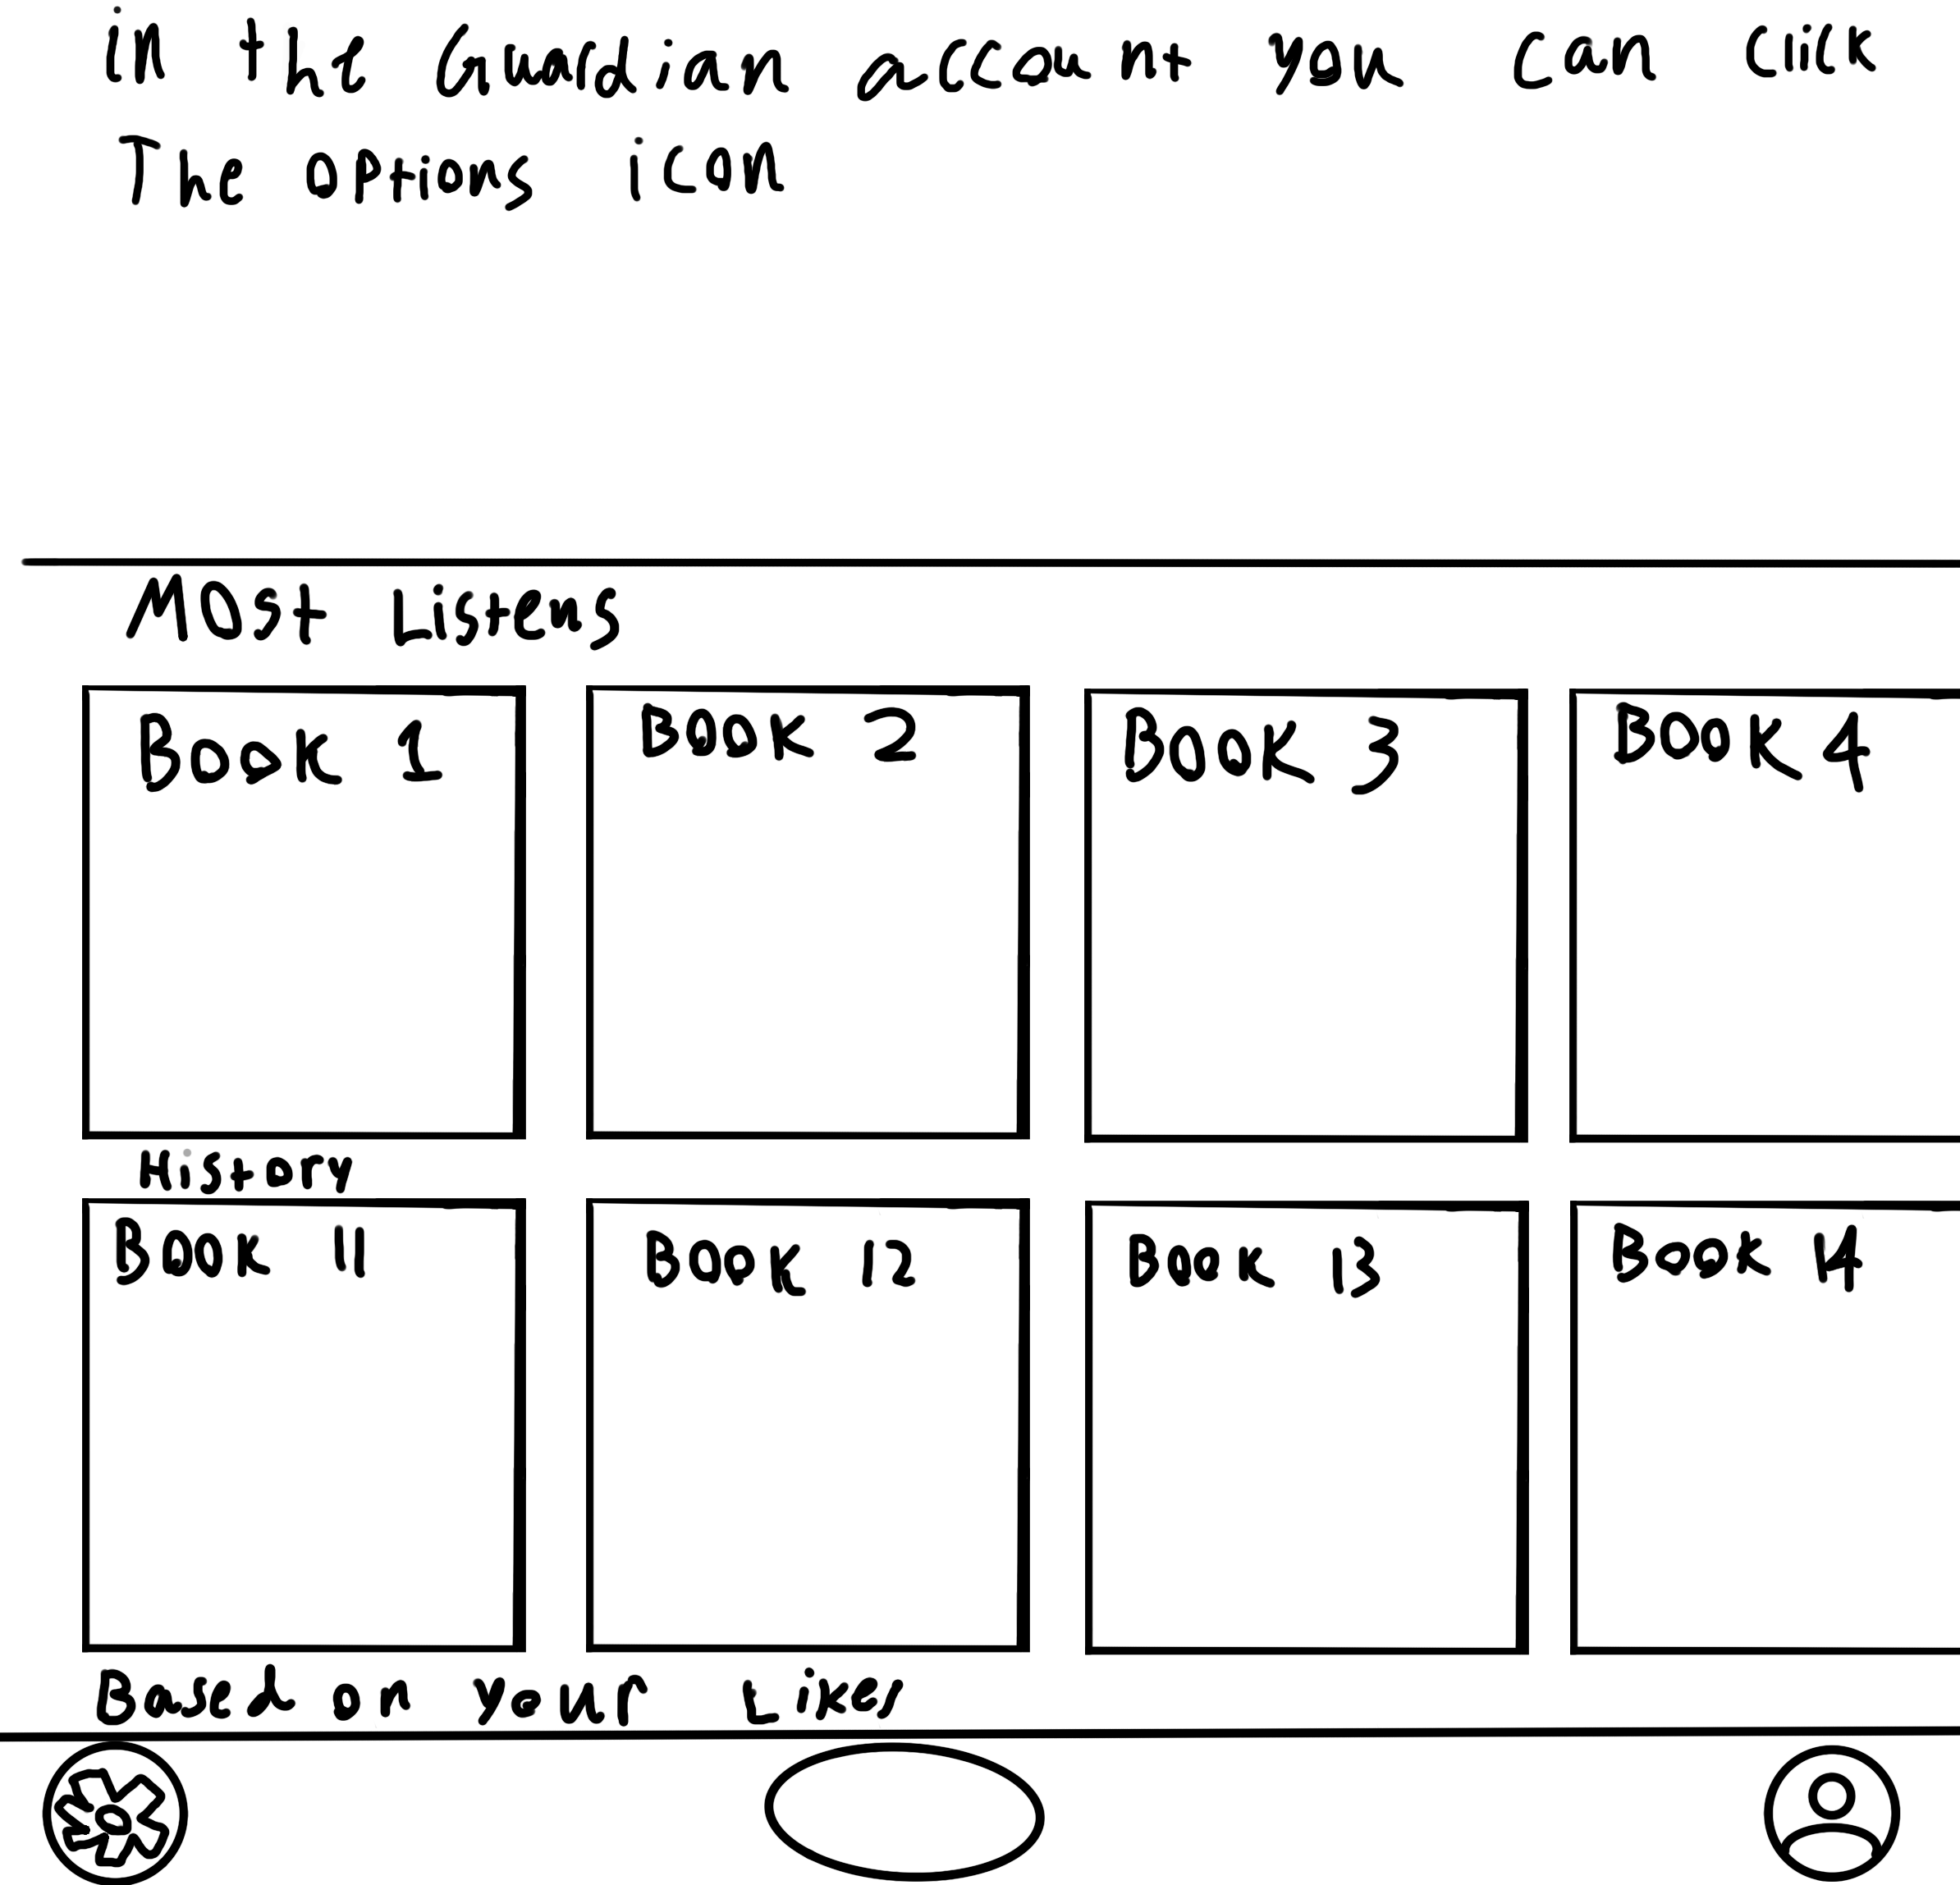 in the Guardian account you can clik
The options icon
Most Listens
Book 1 Book 2 Book 3 Book 4
History
Book 11 Book 12 Book 13 Book 14
Based on your Likes